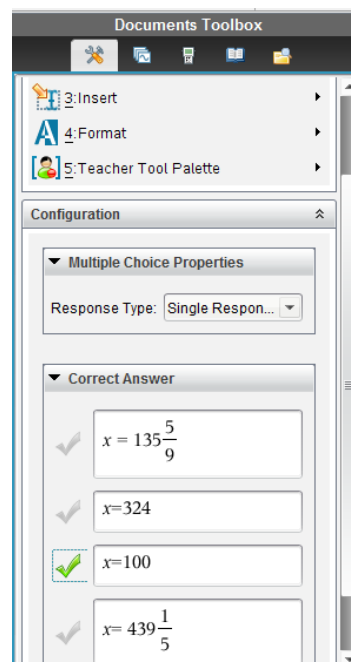 Documents Toolbox
3:Insert
4:Format
5:Teacher Tool Palette
Configuration
Multiple Choice Properties
Response Type: Single Respon...
Correct Answer
x = 135 5/9
x=324
x=100
x= 439 1/5